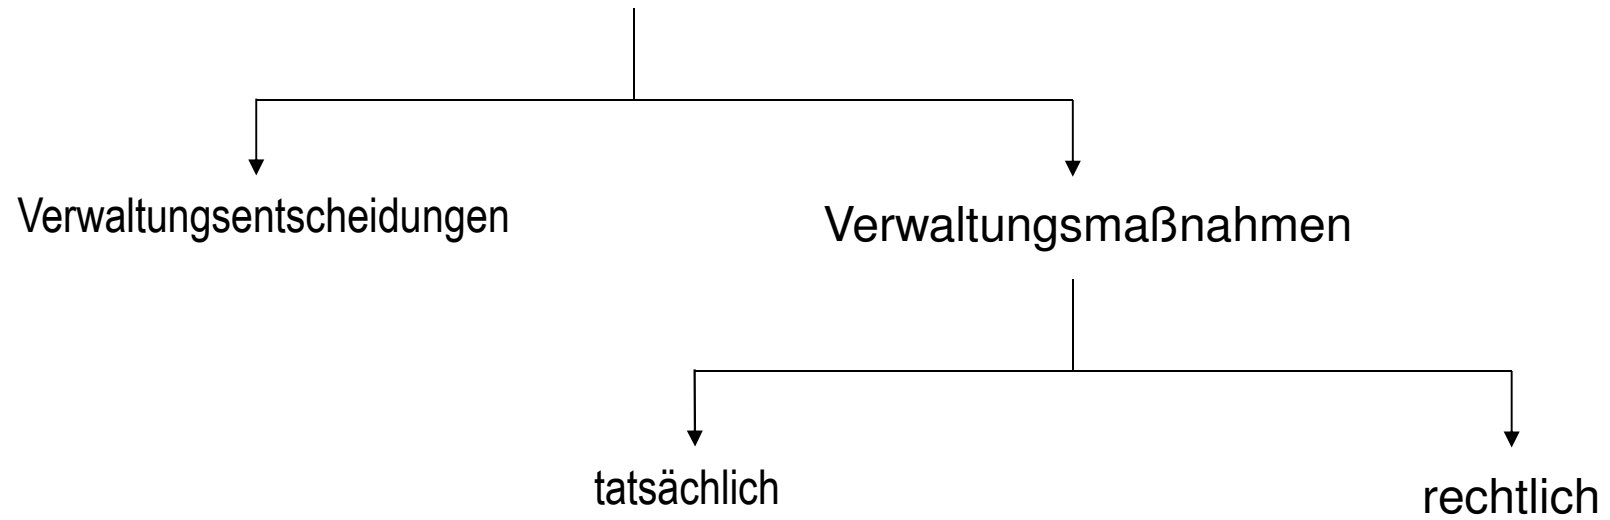 Verwaltungsentscheidungen
Verwaltungsmaßnahmen
tatsächlich
rechtlich